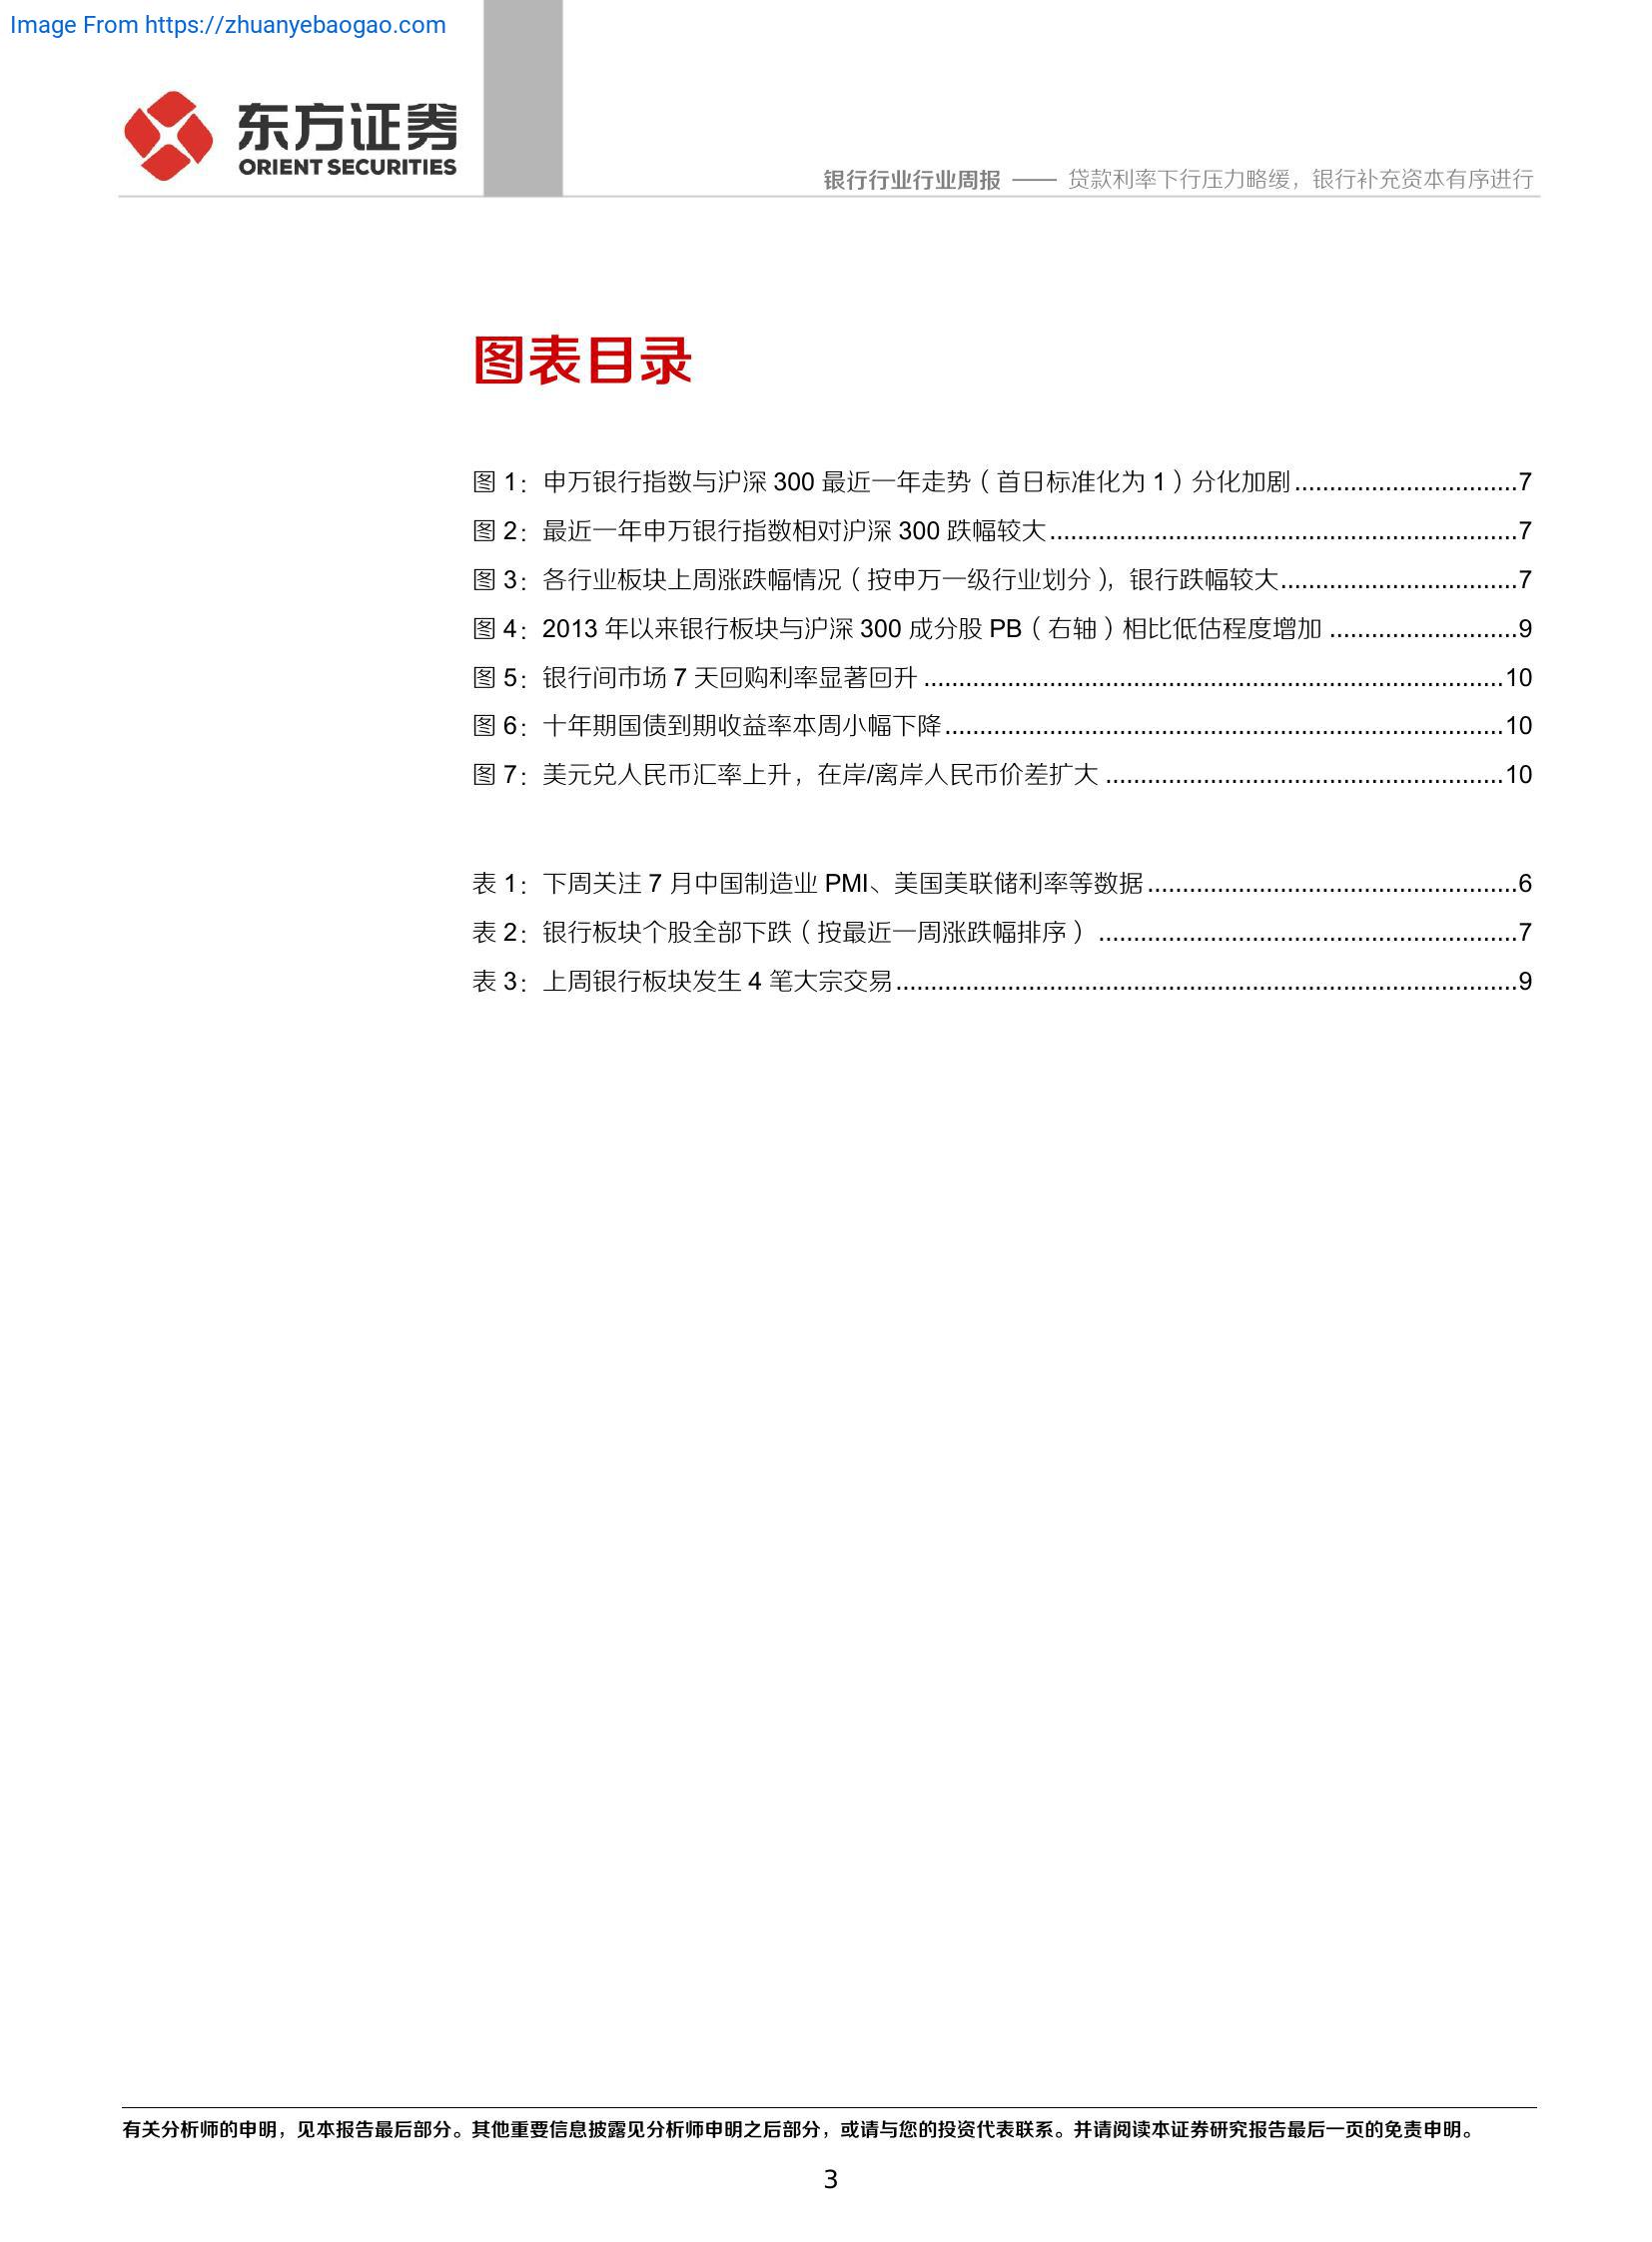 Image From https://zhuanyebaogao.com
东方证券
ORIENT SECURITIES
银行行业行业周报 —— 贷款利率下行压力略缓，银行补充资本有序进行
图表目录
图 1：申万银行指数与沪深 300 最近一年走势（首日标准化为 1）分化加剧................................7
图 2：最近一年申万银行指数相对沪深 300 跌幅较大...................................................................7
图 3：各行业板块上周涨跌幅情况（按申万一级行业划分），银行跌幅较大..................................7
图 4：2013 年以来银行板块与沪深 300 成分股 PB（右轴）相比低估程度增加 ...........................9
图 5：银行间市场 7 天回购利率显著回升 ...................................................................................10
图 6：十年期国债到期收益率本周小幅下降................................................................................10
图 7：美元兑人民币汇率上升，在岸/离岸人民币价差扩大 .........................................................10
表 1：下周关注 7 月中国制造业 PMI、美国美联储利率等数据.....................................................6
表 2：银行板块个股全部下跌（按最近一周涨跌幅排序） ............................................................7
表 3：上周银行板块发生 4 笔大宗交易.........................................................................................9
有关分析师的申明，见本报告最后部分。其他重要信息披露见分析师申明之后部分，或请与您的投资代表联系。并请阅读本证券研究报告最后一页的免责申明。
3